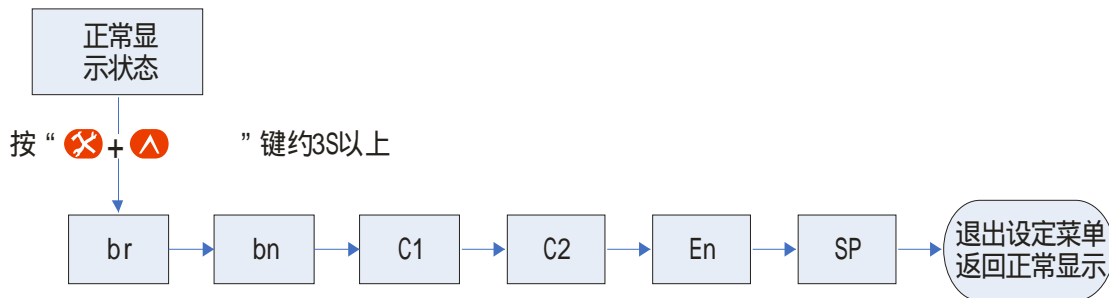 正常显
示状态
按“ + ”键约3S以上
br
bn
C1
C2
En
SP
退出设定菜单
返回正常显示